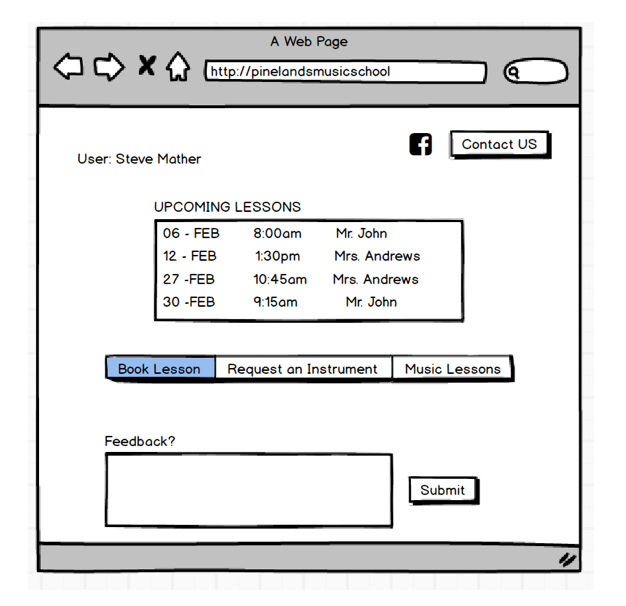 A Web Page
http://pinelandsmusicschool
Contact US
User: Steve Mather
UPCOMING LESSONS
06 - FEB 8:00am Mr. John
12 - FEB 1:30pm Mrs. Andrews
27 -FEB 10:45am Mrs. Andrews
30 -FEB 9:15am Mr. John
Book Lesson Request an Instrument Music Lessons
Feedback?
Submit